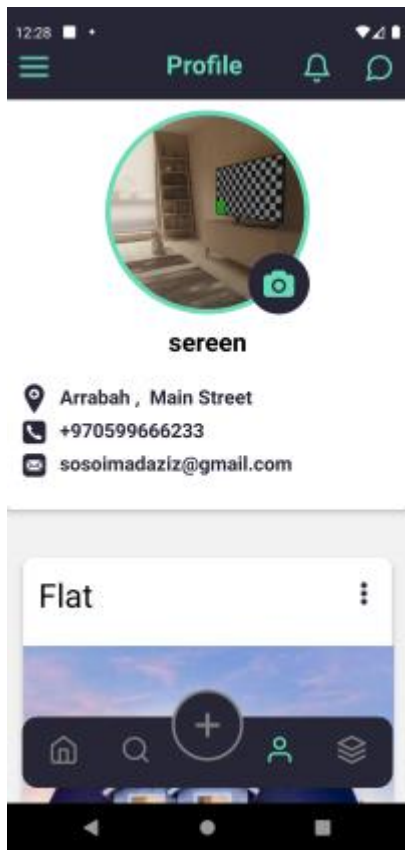 12:28
Profile
sereen
Arrabah , Main Street
+970599666233
sosoimadaziz@gmail.com
Flat